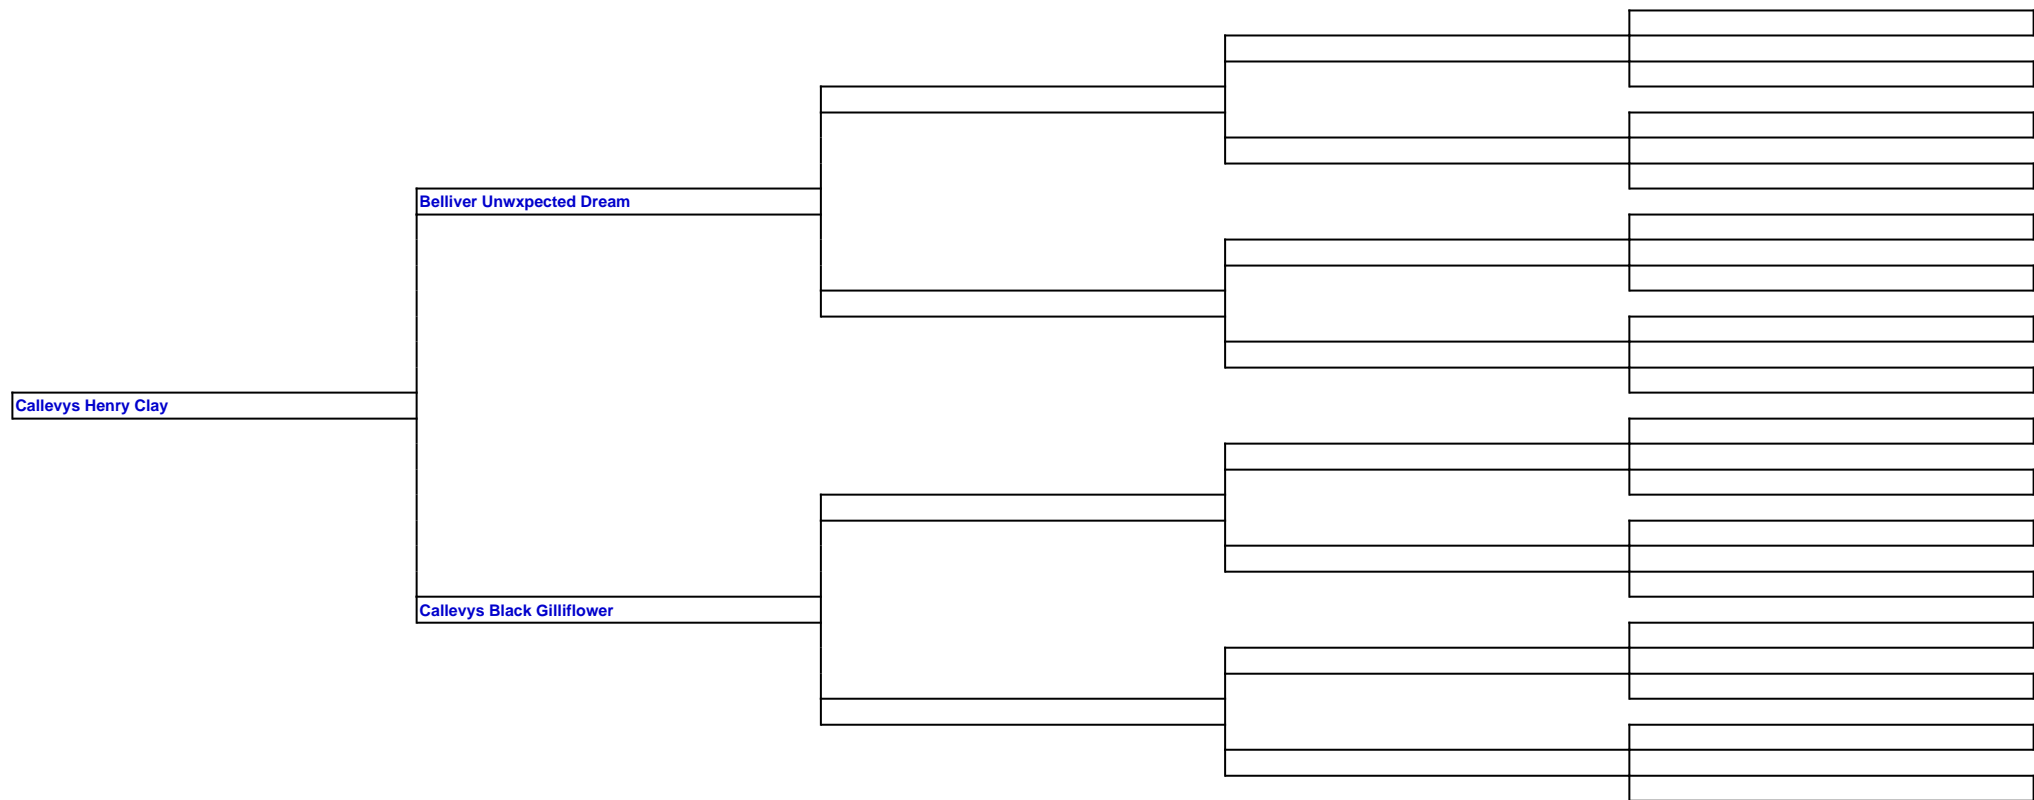 Belliver Unwxpected Dream
Callevys Henry Clay
Callevys Black Gilliflower